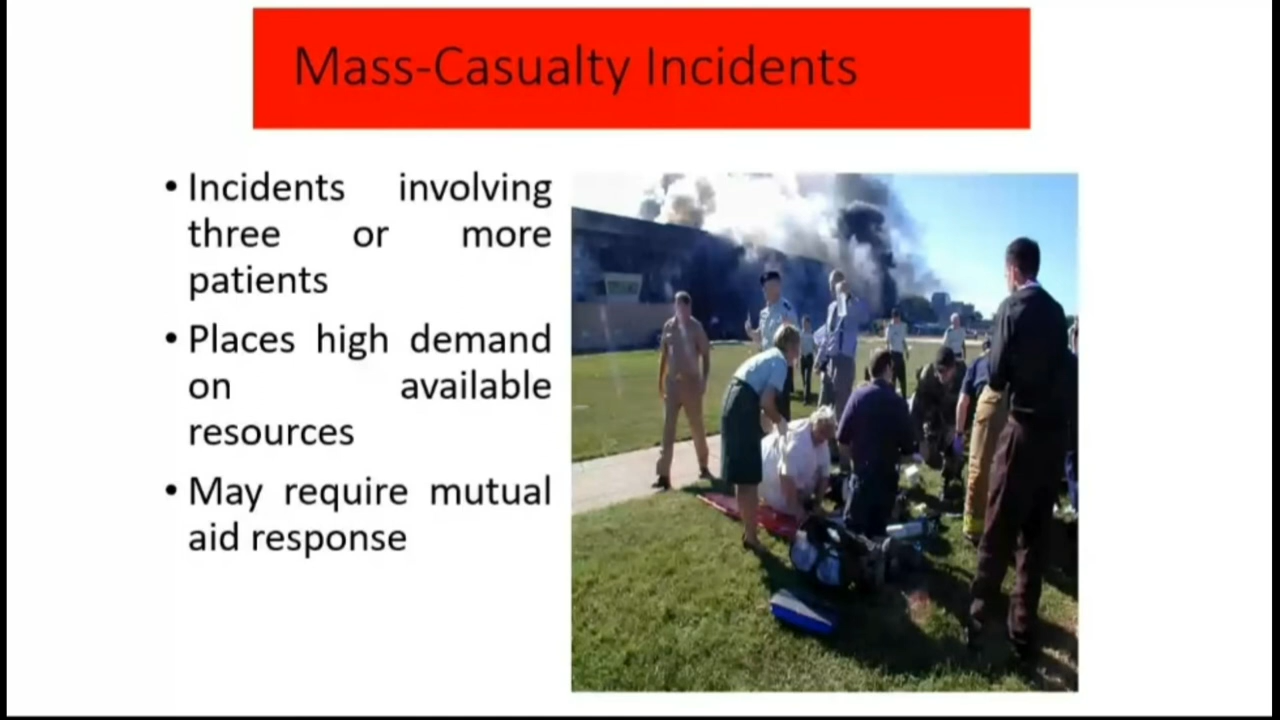 Mass-Casualty Incidents
• Incidents involving
three or more
patients
• Places high demand
on available
resources
• May require mutual
aid response